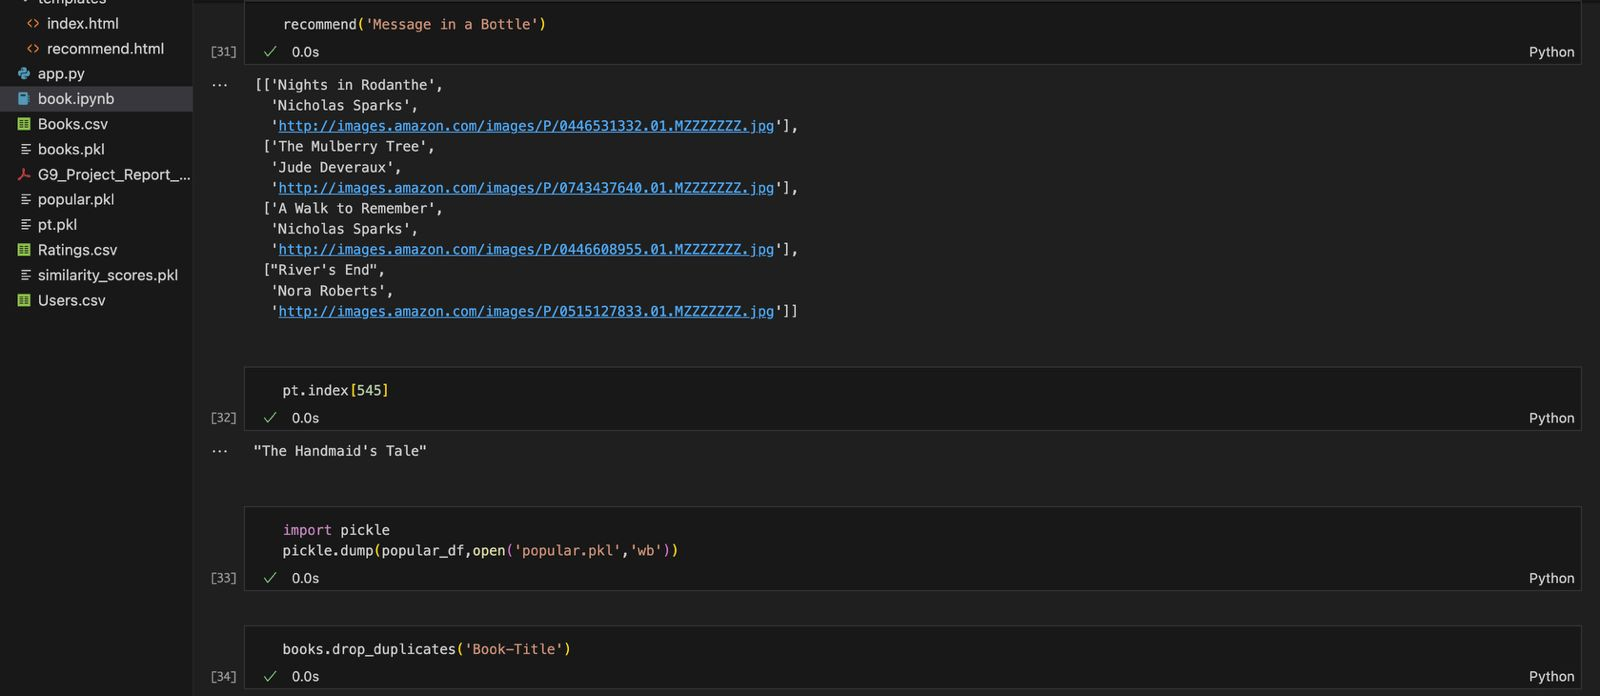 templates
index.html
recommend.html
app.py
book.ipynb
Books.csv
books.pkl
G9_Project_Report_...
popular.pkl
pt.pkl
Ratings.csv
similarity_scores.pkl
Users.csv
recommend('Message in a Bottle')
[31] 0.0s Python
... [['Nights in Rodanthe',
'Nicholas Sparks',
'http://images.amazon.com/images/P/0446531332.01.MZZZZZZZ.jpg'],
['The Mulberry Tree',
'Jude Deveraux',
'http://images.amazon.com/images/P/0743437640.01.MZZZZZZZ.jpg'],
['A Walk to Remember',
'Nicholas Sparks',
'http://images.amazon.com/images/P/0446608955.01.MZZZZZZZ.jpg'],
["River's End",
'Nora Roberts',
'http://images.amazon.com/images/P/0515127833.01.MZZZZZZZ.jpg']]
pt.index[545]
[32] 0.0s Python
... "The Handmaid's Tale"
import pickle
pickle.dump(popular_df,open('popular.pkl','wb'))
[33] 0.0s Python
books.drop_duplicates('Book-Title')
[34] 0.0s Python